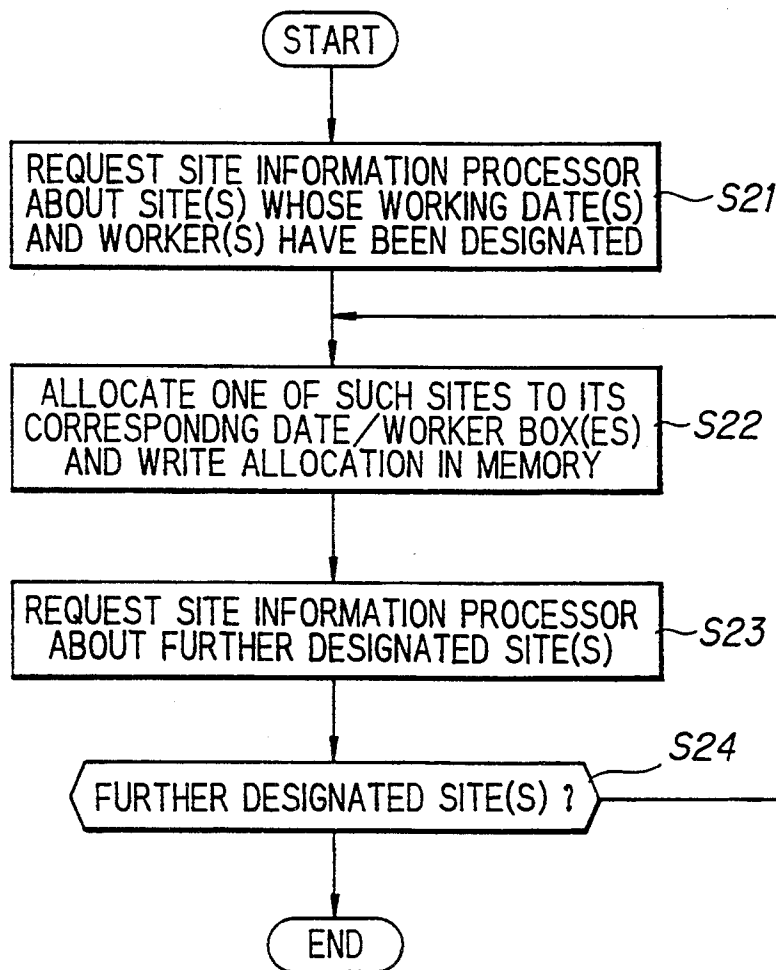 START
REQUEST SITE INFORMATION PROCESSOR
ABOUT SITE(S) WHOSE WORKING DATE(S)
AND WORKER(S) HAVE BEEN DESIGNATED
S21
ALLOCATE ONE OF SUCH SITES TO ITS
CORRESPONDNG DATE/WORKER BOX(ES)
AND WRITE ALLOCATION IN MEMORY
S22
REQUEST SITE INFORMATION PROCESSOR
ABOUT FURTHER DESIGNATED SITE(S)
S23
FURTHER DESIGNATED SITE(S) ?
S24
END